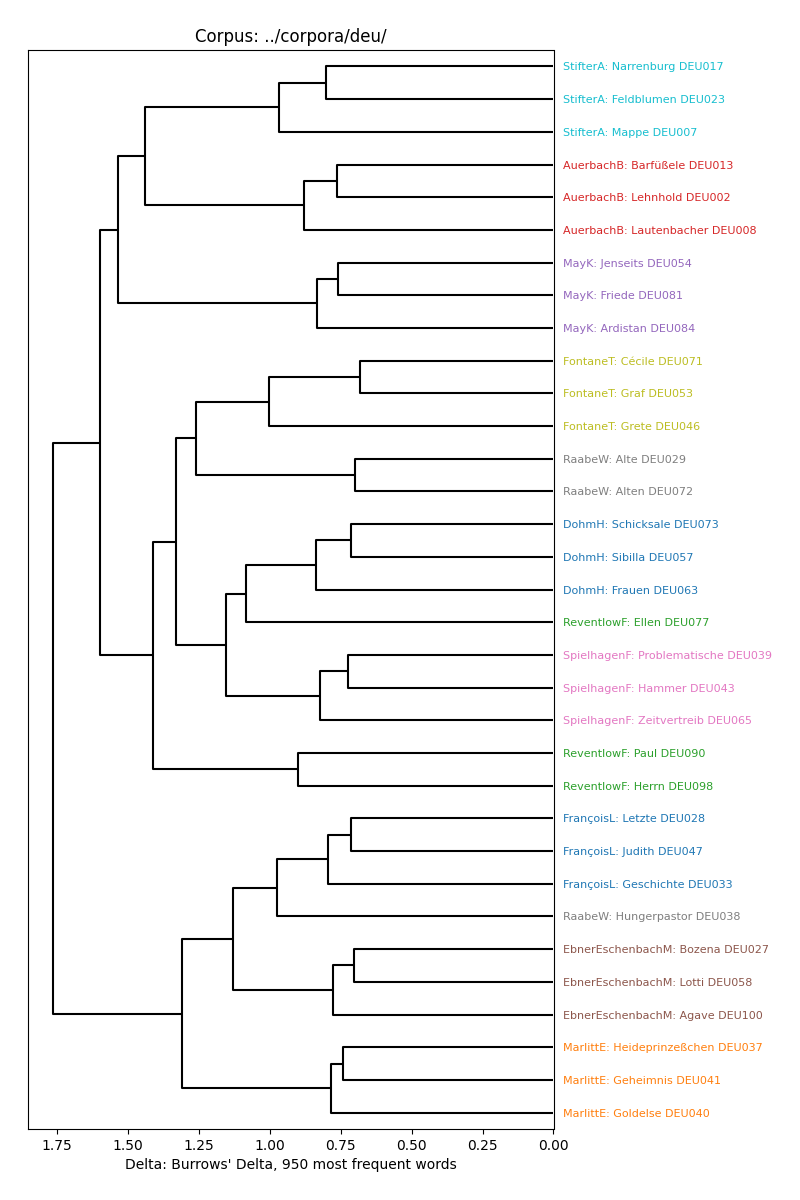 Corpus: ../corpora/deu/
StifterA: Narrenburg DEU017
StifterA: Feldblumen DEU023
StifterA: Mappe DEU007
AuerbachB: Barfüßele DEU013
AuerbachB: Lehnhold DEU002
AuerbachB: Lautenbacher DEU008
MayK: Jenseits DEU054
MayK: Friede DEU081
MayK: Ardistan DEU084
FontaneT: Cécile DEU071
FontaneT: Graf DEU053
FontaneT: Grete DEU046
RaabeW: Alte DEU029
RaabeW: Alten DEU072
DohmH: Schicksale DEU073
DohmH: Sibilla DEU057
DohmH: Frauen DEU063
ReventlowF: Ellen DEU077
SpielhagenF: Problematische DEU039
SpielhagenF: Hammer DEU043
SpielhagenF: Zeitvertreib DEU065
ReventlowF: Paul DEU090
ReventlowF: Herrn DEU098
FrançoisL: Letzte DEU028
FrançoisL: Judith DEU047
FrançoisL: Geschichte DEU033
RaabeW: Hungerpastor DEU038
EbnerEschenbachM: Bozena DEU027
EbnerEschenbachM: Lotti DEU058
EbnerEschenbachM: Agave DEU100
MarlittE: Heideprinzeßchen DEU037
MarlittE: Geheimnis DEU041
MarlittE: Goldelse DEU040
1.75 1.50 1.25 1.00 0.75 0.50 0.25 0.00
Delta: Burrows' Delta, 950 most frequent words